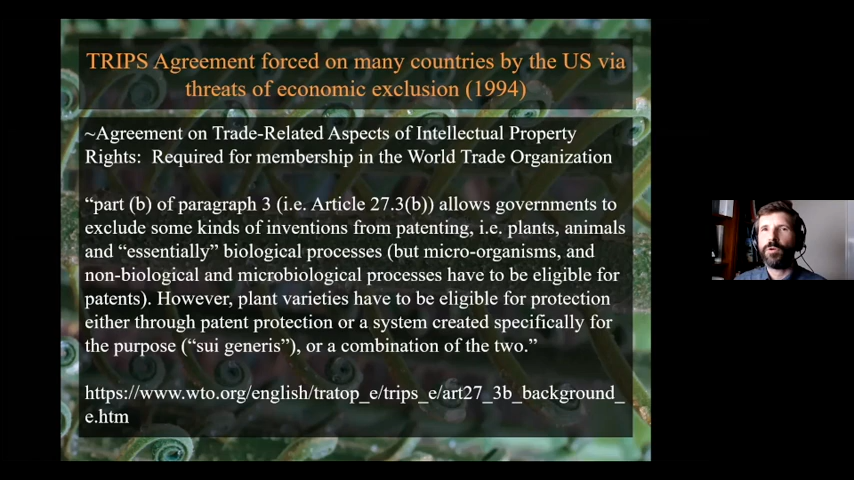 TRIPS Agreement forced on many countries by the US via
threats of economic exclusion (1994)
~Agreement on Trade-Related Aspects of Intellectual Property
Rights:  Required for membership in the World Trade Organization
“part (b) of paragraph 3 (i.e. Article 27.3(b)) allows governments to
exclude some kinds of inventions from patenting, i.e. plants, animals
and “essentially” biological processes (but micro-organisms, and
non-biological and microbiological processes have to be eligible for
patents). However, plant varieties have to be eligible for protection
either through patent protection or a system created specifically for
the purpose (“sui generis”), or a combination of the two.”
https://www.wto.org/english/tratop_e/trips_e/art27_3b_background_
e.htm